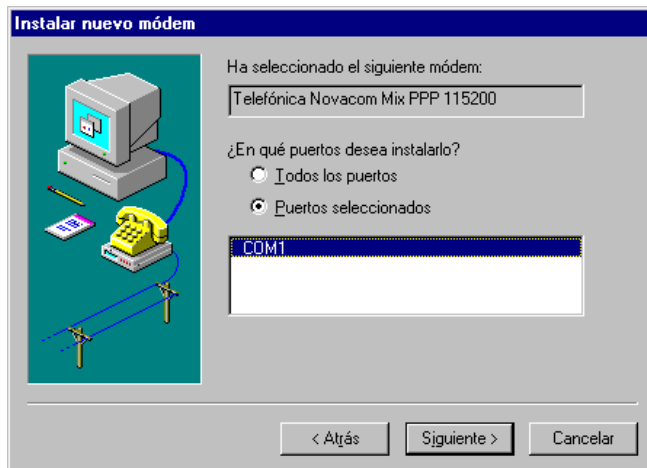 Instalar nuevo módem
Ha seleccionado el siguiente módem:
Telefónica Novacom Mix PPP 115200
¿En qué puertos desea instalarlo?
Todos los puertos
Puertos seleccionados
COM1
< Atrás
Siguiente >
Cancelar